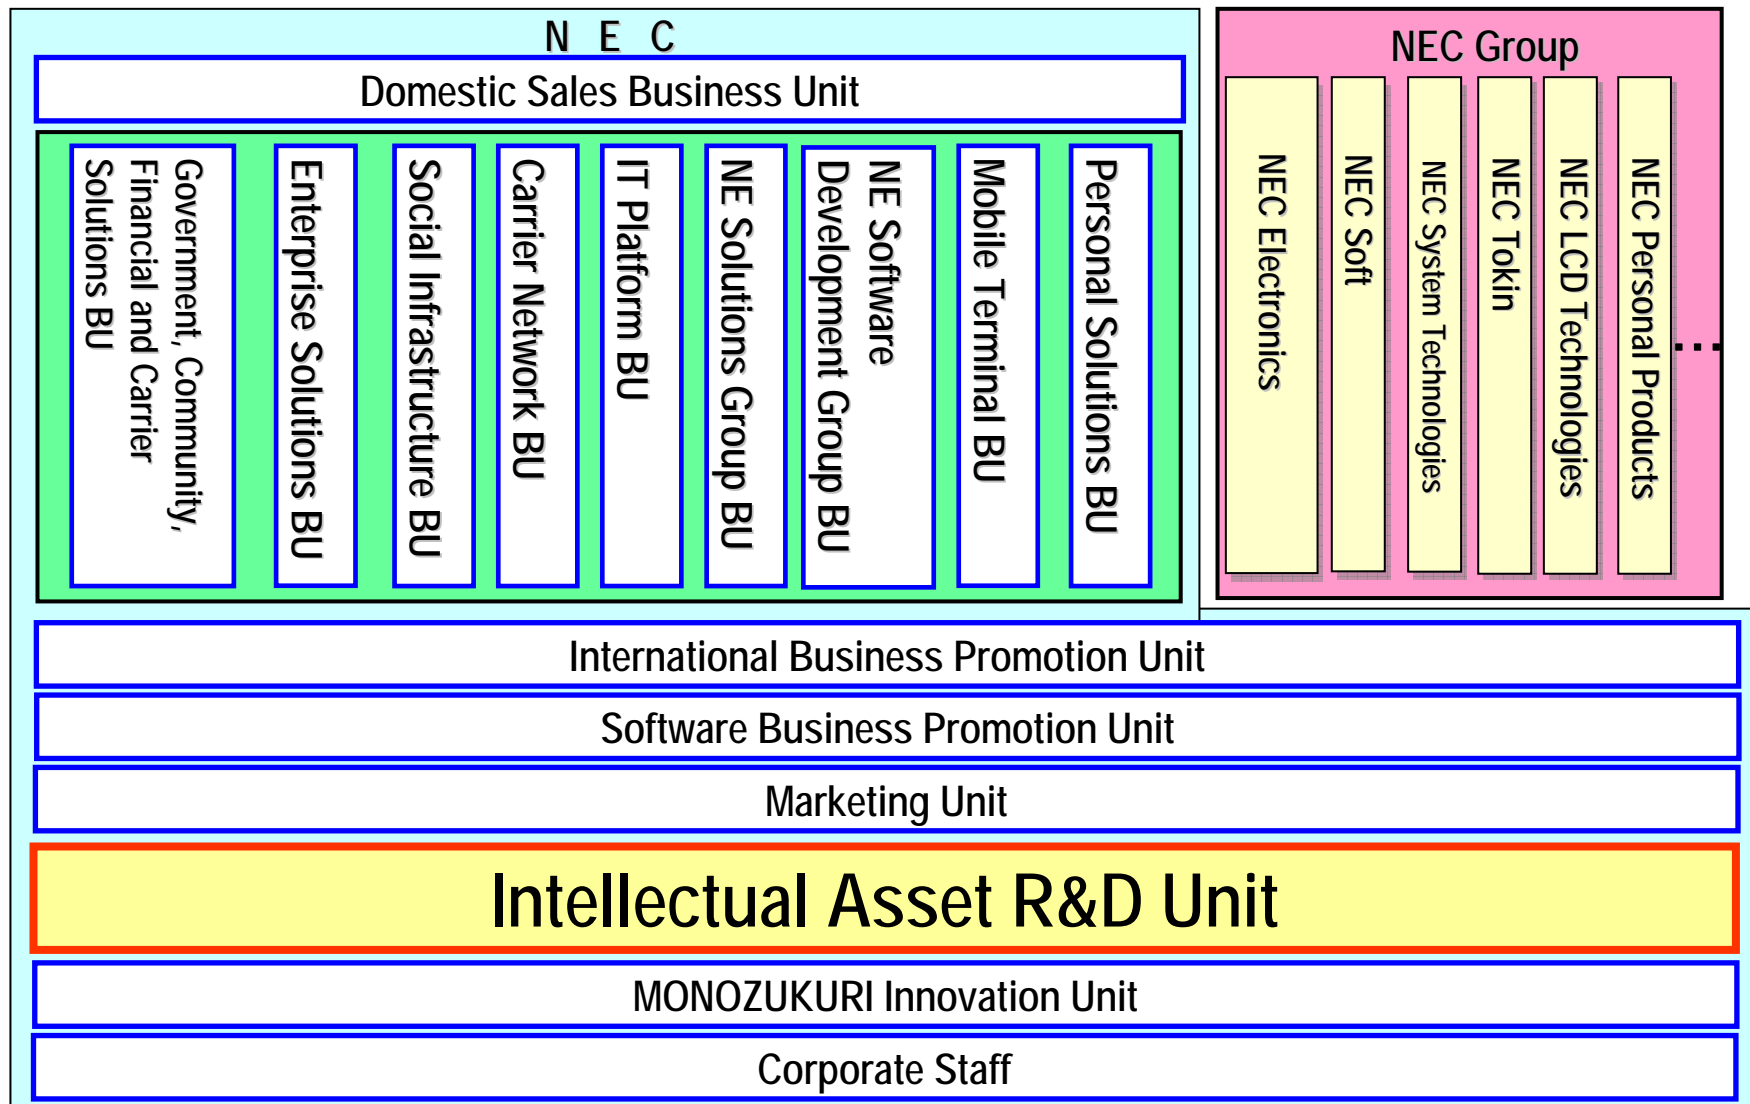 N E C
Domestic Sales Business Unit
Government, Community,
Financial and Carrier
Solutions BU
Enterprise Solutions BU
Social Infrastructure BU
Carrier Network BU
IT Platform BU
NE Solutions Group BU
NE Software
Development Group BU
Mobile Terminal BU
Personal Solutions BU
NEC Group
NEC Electronics
NEC Soft
NEC System Technologies
NEC Tokin
NEC LCD Technologies
NEC Personal Products
...
International Business Promotion Unit
Software Business Promotion Unit
Marketing Unit
Intellectual Asset R&D Unit
MONOZUKURI Innovation Unit
Corporate Staff